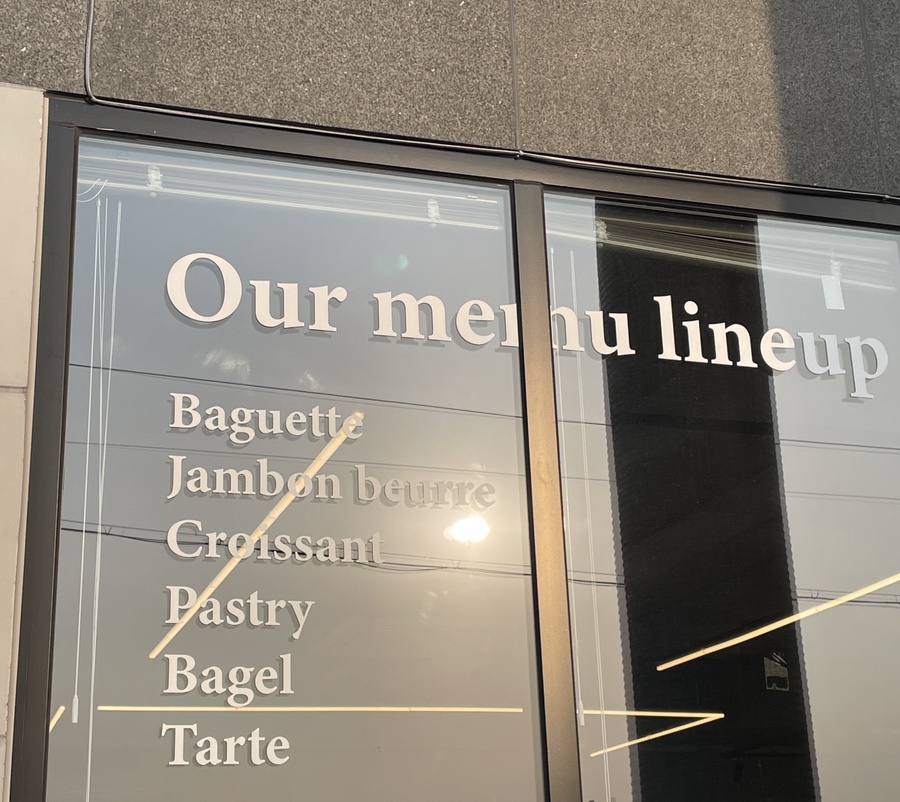 Our menu lineup
Baguette
Jambon beurre
Croissant
Pastry
Bagel
Tarte